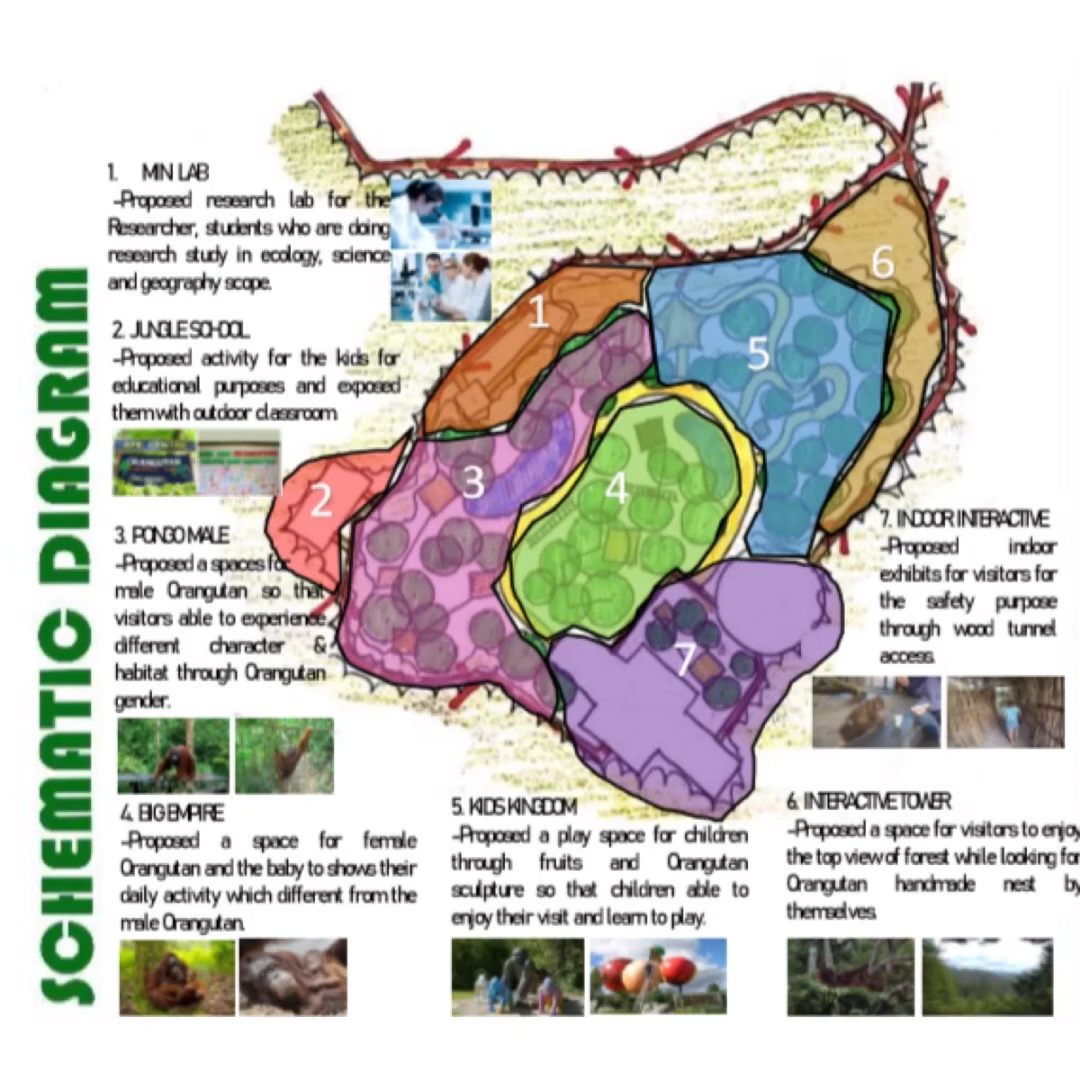 SCHEMATIC DIAGRAM
1. MINI LAB
-Proposed research lab for the
Researcher, students who are doing
research study in ecology, science
and geography scope.
2. JUNGLE SCHOOL
-Proposed activity for the kids for
educational purposes and exposed
them with outdoor classroom
3. PONGO MALE
-Proposed a spaces for
male Orangutan so that
visitors able to experience
different character &
habitat through Orangutan
gender.
4. BIG EMPIRE
-Proposed a space for female
Orangutan and the baby to shows their
daily activity which different from the
male Orangutan.
5. KIDS KINGDOM
-Proposed a play space for children
through fruits and Orangutan
sculpture so that children able to
enjoy their visit and learn to play.
6. INTERACTIVE TOWER
-Proposed a space for visitors to enjoy
the top view of forest while looking for
Orangutan handmade nest by
themselves.
7. INDOOR INTERACTIVE
-Proposed indoor
exhibits for visitors for
the safety purpose
through wood tunnel
access.
1
2
3
4
5
6
7